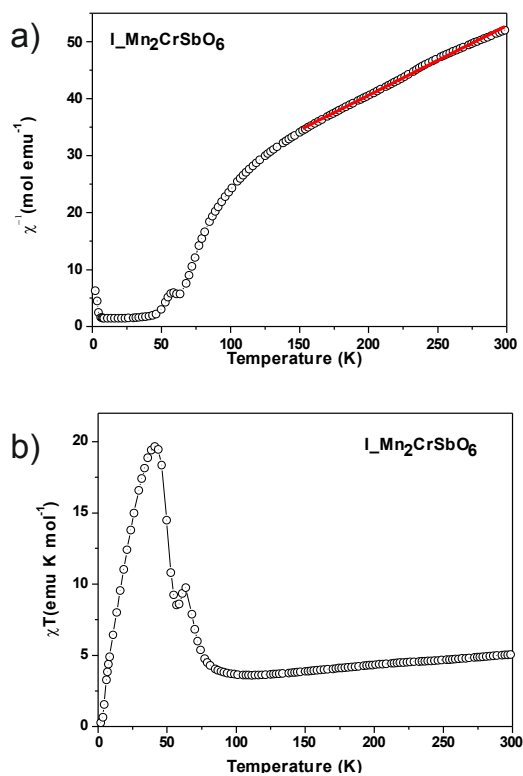 a)
I_Mn₂CrSbO₆
50
40
30
20
10
0
χ⁻¹ (mol emu⁻¹)
0 50 100 150 200 250 300
Temperature (K)
b)
I_Mn₂CrSbO₆
20
15
10
5
0
χT(emu K mol⁻¹)
0 50 100 150 200 250 300
Temperature (K)